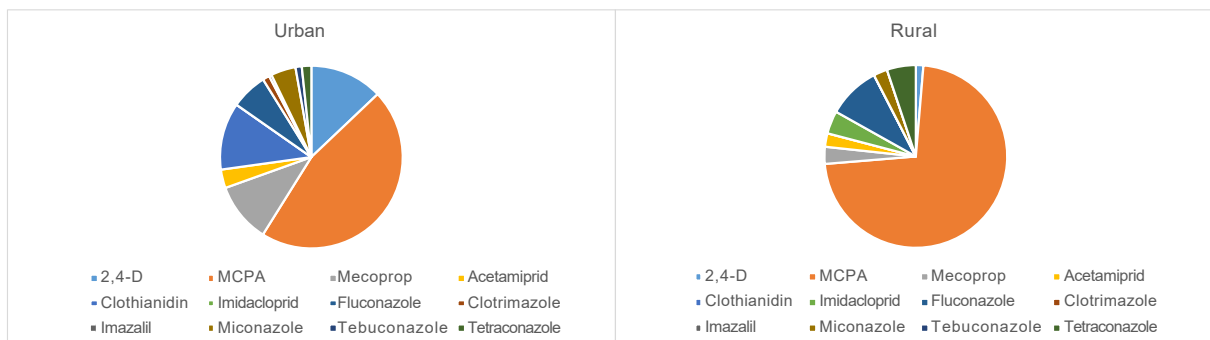 Urban
2,4-D MCPA Mecoprop Acetamiprid
Clothianidin Imidacloprid Fluconazole Clotrimazole
Imazalil Miconazole Tebuconazole Tetraconazole
Rural
2,4-D MCPA Mecoprop Acetamiprid
Clothianidin Imidacloprid Fluconazole Clotrimazole
Imazalil Miconazole Tebuconazole Tetraconazole